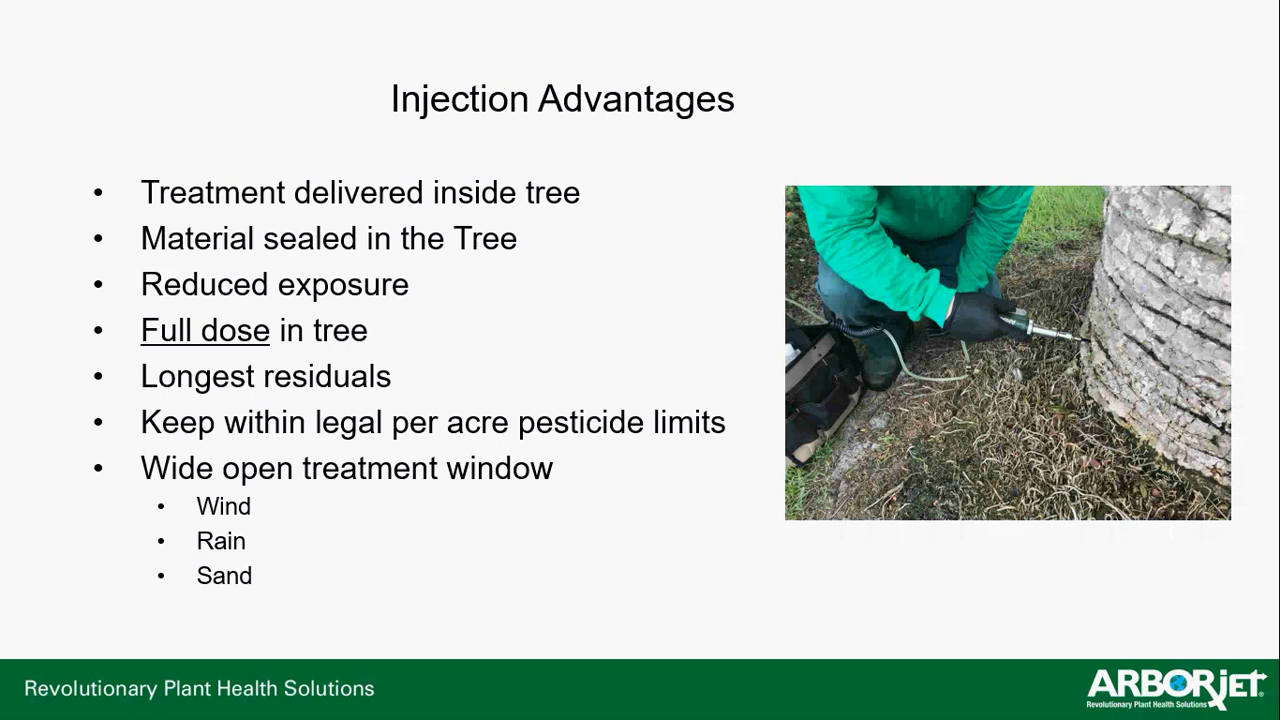 Injection Advantages
• Treatment delivered inside tree
• Material sealed in the Tree
• Reduced exposure
• Full dose in tree
• Longest residuals
• Keep within legal per acre pesticide limits
• Wide open treatment window
• Wind
• Rain
• Sand
Revolutionary Plant Health Solutions
ARBORjET®
Revolutionary Plant Health Solutions